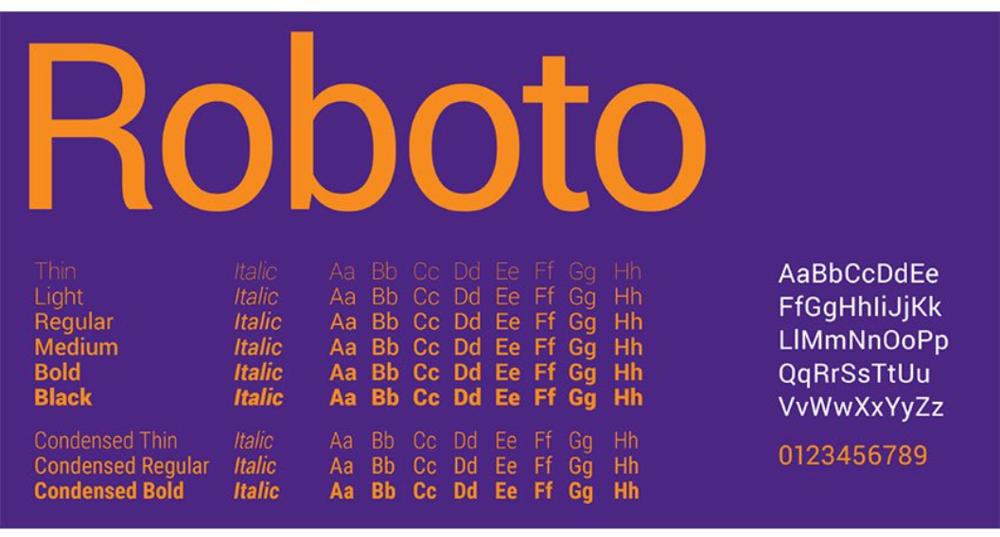 Roboto
Thin Italic Aa Bb Cc Dd Ee Ff Gg Hh
Light Italic Aa Bb Cc Dd Ee Ff Gg Hh
Regular Italic Aa Bb Cc Dd Ee Ff Gg Hh
Medium Italic Aa Bb Cc Dd Ee Ff Gg Hh
Bold Italic Aa Bb Cc Dd Ee Ff Gg Hh
Black Italic Aa Bb Cc Dd Ee Ff Gg Hh
Condensed Thin Italic Aa Bb Cc Dd Ee Ff Gg Hh
Condensed Regular Italic Aa Bb Cc Dd Ee Ff Gg Hh
Condensed Bold Italic Aa Bb Cc Dd Ee Ff Gg Hh
AaBbCcDdEe
FfGgHhIiJjKk
LlMmNnOoPp
QqRrSsTtUu
VvWwXxYyZz
0123456789